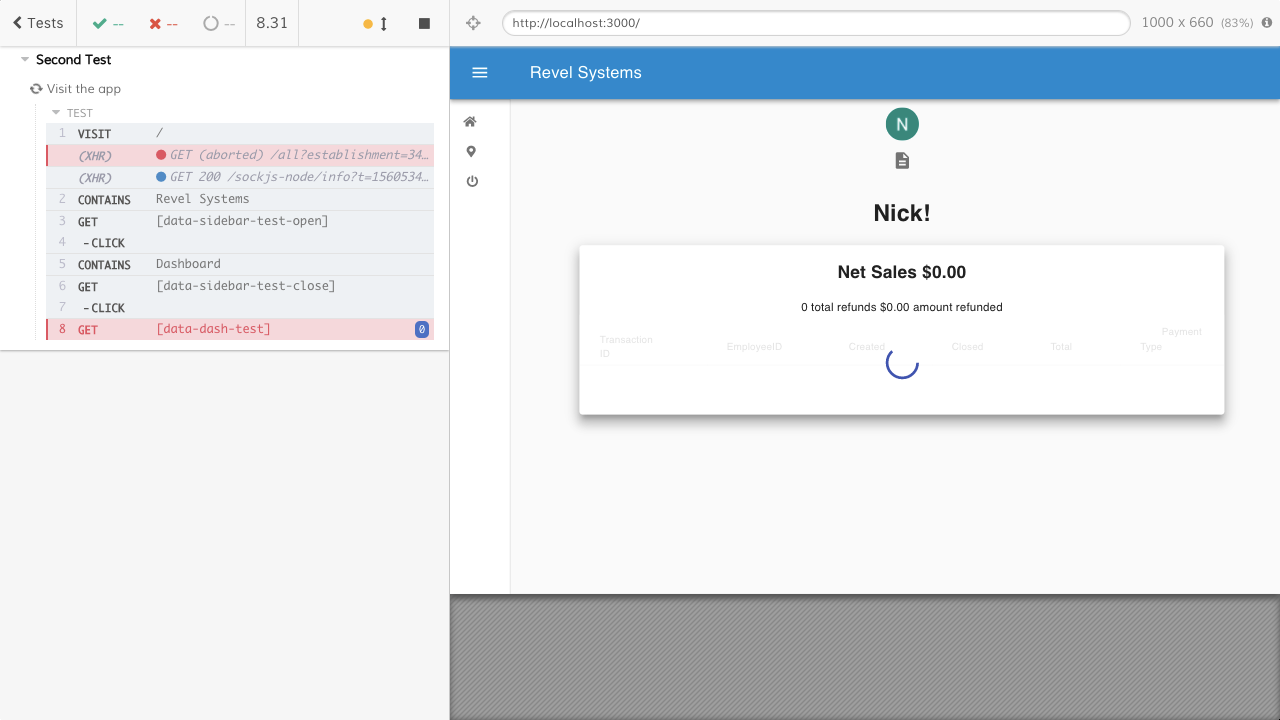 Tests
--
--
--
8.31
http://localhost:3000/
1000 x 660 (83%)
Second Test
Visit the app
TEST
1 VISIT /
(XHR) GET (aborted) /all?establishment=34…
(XHR) GET 200 /sockjs-node/info?t=1560534…
2 CONTAINS Revel Systems
3 GET [data-sidebar-test-open]
4 -CLICK
5 CONTAINS Dashboard
6 GET [data-sidebar-test-close]
7 -CLICK
8 GET [data-dash-test] 0
Revel Systems
N
Nick!
Net Sales $0.00
0 total refunds $0.00 amount refunded
Transaction ID
EmployeeID
Created
Closed
Total
Payment Type